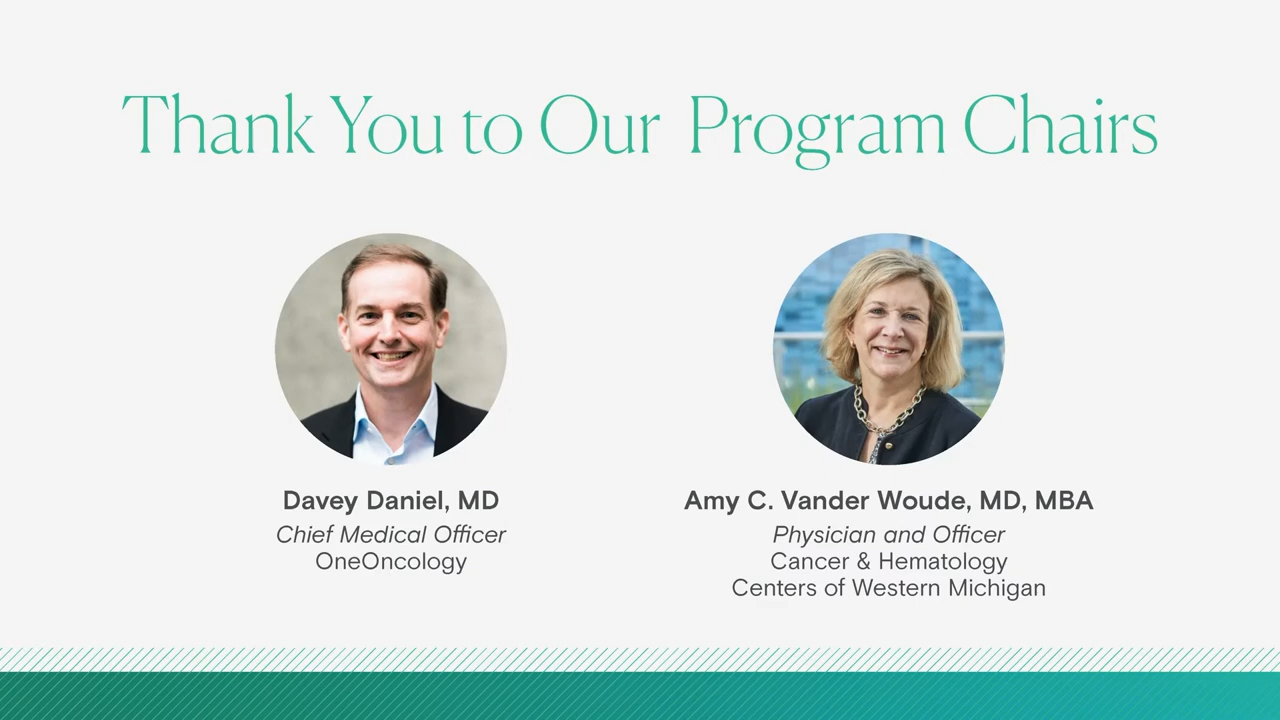 Thank You to Our Program Chairs
Davey Daniel, MD
Chief Medical Officer
OneOncology
Amy C. Vander Woude, MD, MBA
Physician and Officer
Cancer & Hematology
Centers of Western Michigan